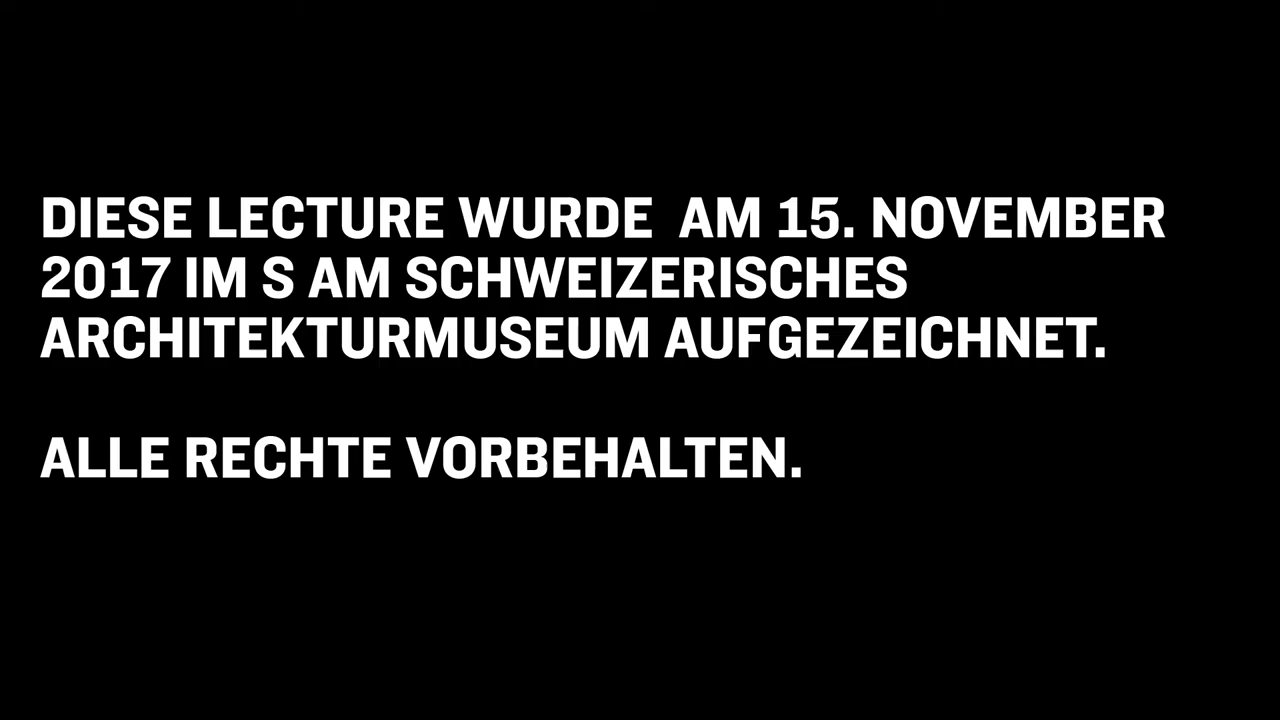 DIESE LECTURE WURDE  AM 15. NOVEMBER
2017 IM S AM SCHWEIZERISCHES
ARCHITEKTURMUSEUM AUFGEZEICHNET.
ALLE RECHTE VORBEHALTEN.